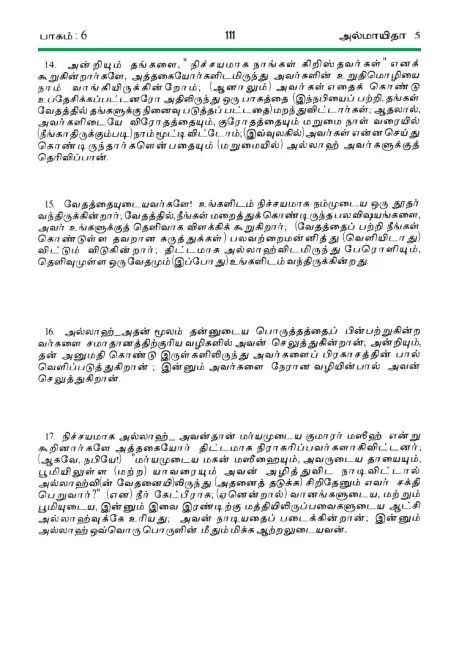 பாகம் : 6
111
அல்மாயிதா 5
14. அன்றியும் தங்களை, "நிச்சயமாக நாங்கள் கிறிஸ்தவர்கள்" எனக்
கூறுகின்றார்களே, அத்தகையோர்களிடமிருந்து அவர்களின் உறுதிமொழியை
நாம் வாங்கியிருக்கின்றோம்; (ஆனாலும்) அவர்கள் எதைக் கொண்டு
உபதேசிக்கப்பட்டனரோ அதிலிருந்து ஒரு பாகத்தை (இந்நபியைப் பற்றி, தங்கள்
வேதத்தில் தங்களுக்கு நினைவு படுத்தப் பட்டதை) மறந்துவிட்டார்கள்; ஆதலால்,
அவர்களிடையே விரோதத்தையும், குரோதத்தையும் மறுமை நாள் வரையில்
(நீங்காதிருக்கும்படி) நாம் மூட்டிவிட்டோம்; (இவ்வுலகில்) அவர்கள் என்ன செய்து
கொண்டிருந்தார்களென்பதையும் (மறுமையில்) அல்லாஹ் அவர்களுக்குத்
தெரிவிப்பான்.
15. வேதத்தையுடையவர்களே! உங்களிடம் நிச்சயமாக நம்முடைய ஒரு தூதர்
வந்திருக்கின்றார்; வேதத்தில், நீங்கள் மறைத்துக்கொண்டிருந்த பல விஷயங்களை,
அவர் உங்களுக்குத் தெளிவாக விளக்கிக் கூறுகிறார்; (வேதத்தைப் பற்றி நீங்கள்
கொண்டுள்ள தவறான கருத்துக்கள்) பலவற்றைமன்னித்து (வெளியிடாது)
விட்டும் விடுகின்றார்; திட்டமாக அல்லாஹ்விடமிருந்து பேரொளியும்,
தெளிவுமுள்ள ஒரு வேதமும் (இப்போது) உங்களிடம் வந்திருக்கின்றது.
16. அல்லாஹ்_அதன் மூலம் தன்னுடைய பொருத்தத்தைப் பின்பற்றுகின்ற
வர்களை சமாதானத்திற்குரிய வழிகளில் அவன் செலுத்துகின்றான்; அன்றியும்,
தன் அனுமதி கொண்டு இருள்களிலிருந்து அவர்களைப் பிரகாசத்தின் பால்
வெளிப்படுத்துகிறான் ; இன்னும் அவர்களை நேரான வழியின்பால் அவன்
செலுத்துகிறான்.
17. நிச்சயமாக அல்லாஹ்_ அவன்தான் மர்யமுடைய குமாரர் மஸீஹ் என்று
கூறினார்களே அத்தகையோர் திட்டமாக நிராகரிப்பவர்களாகிவிட்டனர்;
(ஆகவே, நபியே!) "மர்யமுடைய மகன் மஸீஹையும், அவருடைய தாயையும்,
பூமியிலுள்ள (மற்ற) யாவரையும் அவன் அழித்துவிட நாடிவிட்டால்
அல்லாஹ்வி(ன் வேதனையி)லிருந்து (அதனைத் தடுக்க) சிறிதேனும் எவர் சக்தி
பெறுவார்?" (என) நீர் கேட்பீராக; (ஏனென்றால்) வானங்களுடைய, மற்றும்
பூமியுடைய, இன்னும் இவை இரண்டிற்கு மத்தியிலிருப்பவைகளுடைய ஆட்சி
அல்லாஹ்வுக்கே உரியது; அவன் நாடியதைப் படைக்கின்றான்; இன்னும்
அல்லாஹ் ஒவ்வொரு பொருளின் மீதும் மிக்க ஆற்றலுடையவன்.